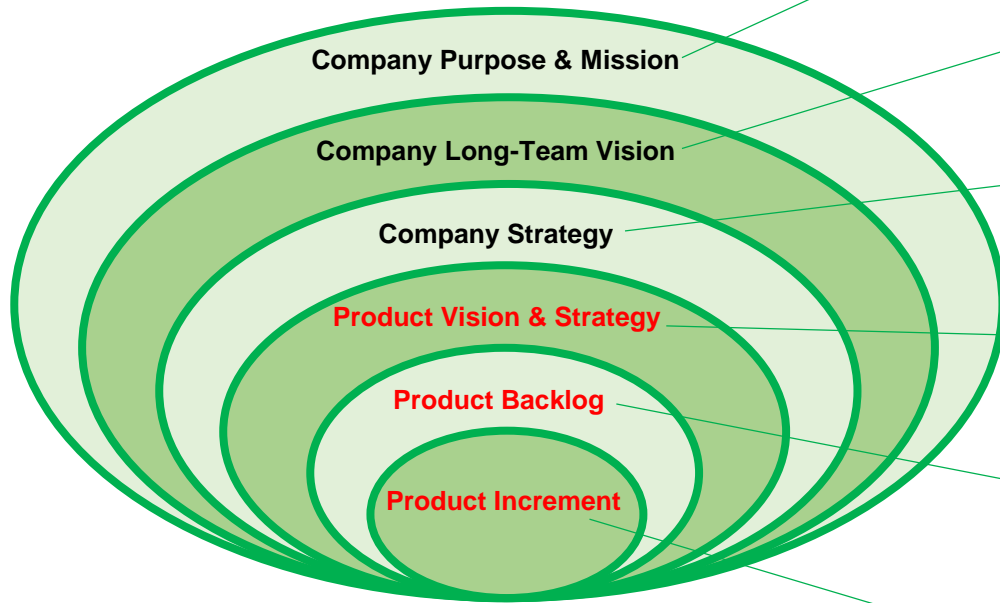 Company Purpose & Mission
Company Long-Team Vision
Company Strategy
Product Vision & Strategy
Product Backlog
Product Increment